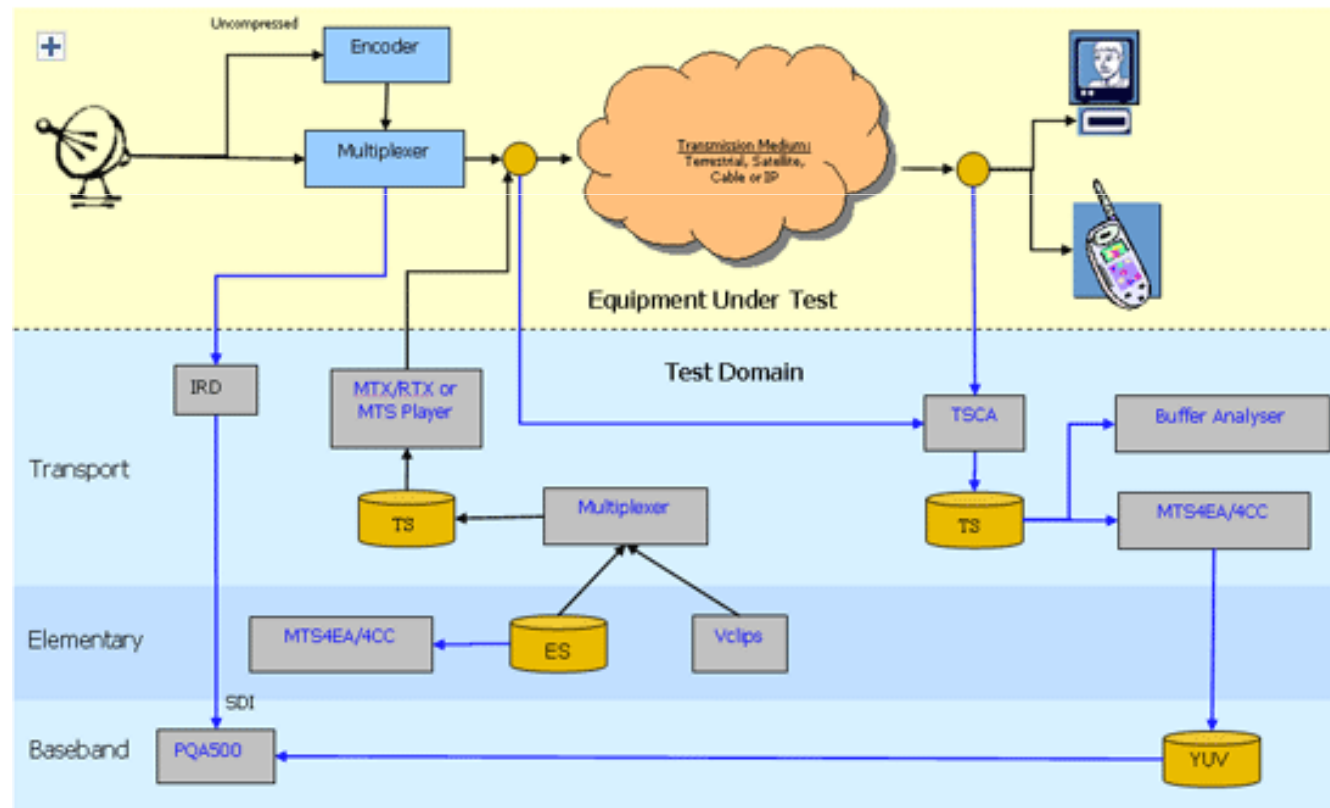 Uncompressed
Encoder
Multiplexer
Transmission Medium:
Terrestrial, Satellite,
Cable or IP
Equipment Under Test
Test Domain
IRD
MTX/RTX or
MTS Player
TSCA
Buffer Analyser
Transport
TS
Multiplexer
TS
MTS4EA/4CC
Elementary
MTS4EA/4CC
ES
Vclips
SDI
Baseband
PQA500
YUV